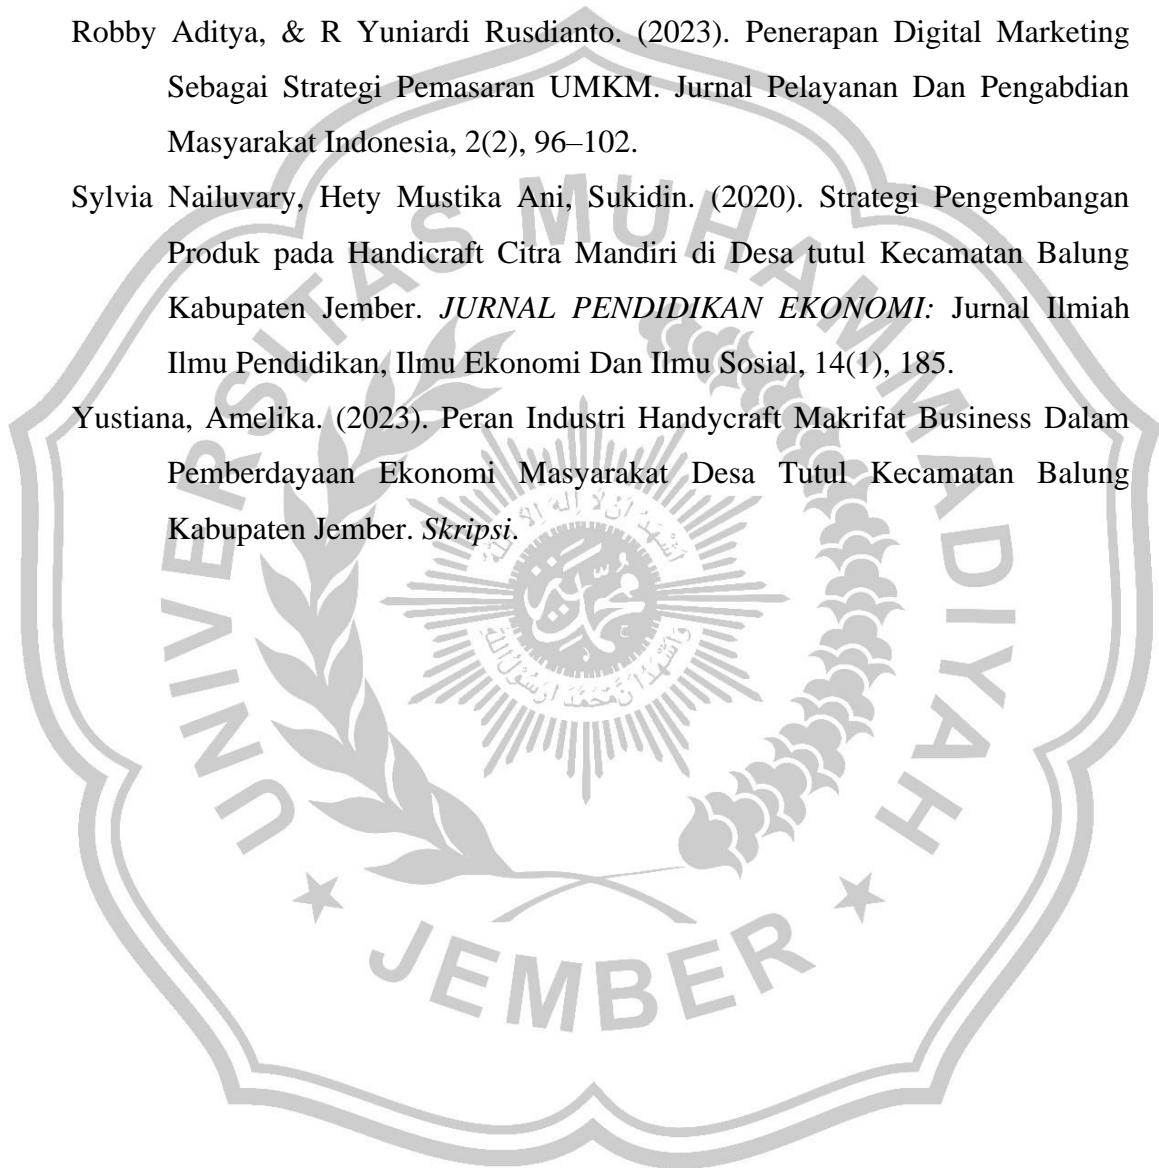 Robby Aditya, & R Yuniardi Rusdianto. (2023). Penerapan Digital Marketing
Sebagai Strategi Pemasaran UMKM. Jurnal Pelayanan Dan Pengabdian
Masyarakat Indonesia, 2(2), 96–102.
Sylvia Nailuvary, Hety Mustika Ani, Sukidin. (2020). Strategi Pengembangan
Produk pada Handicraft Citra Mandiri di Desa tutul Kecamatan Balung
Kabupaten Jember. JURNAL PENDIDIKAN EKONOMI: Jurnal Ilmiah
Ilmu Pendidikan, Ilmu Ekonomi Dan Ilmu Sosial, 14(1), 185.
Yustiana, Amelika. (2023). Peran Industri Handycraft Makrifat Business Dalam
Pemberdayaan Ekonomi Masyarakat Desa Tutul Kecamatan Balung
Kabupaten Jember. Skripsi.
UNIVERSITAS MUHAMMADIYAH
JEMBER